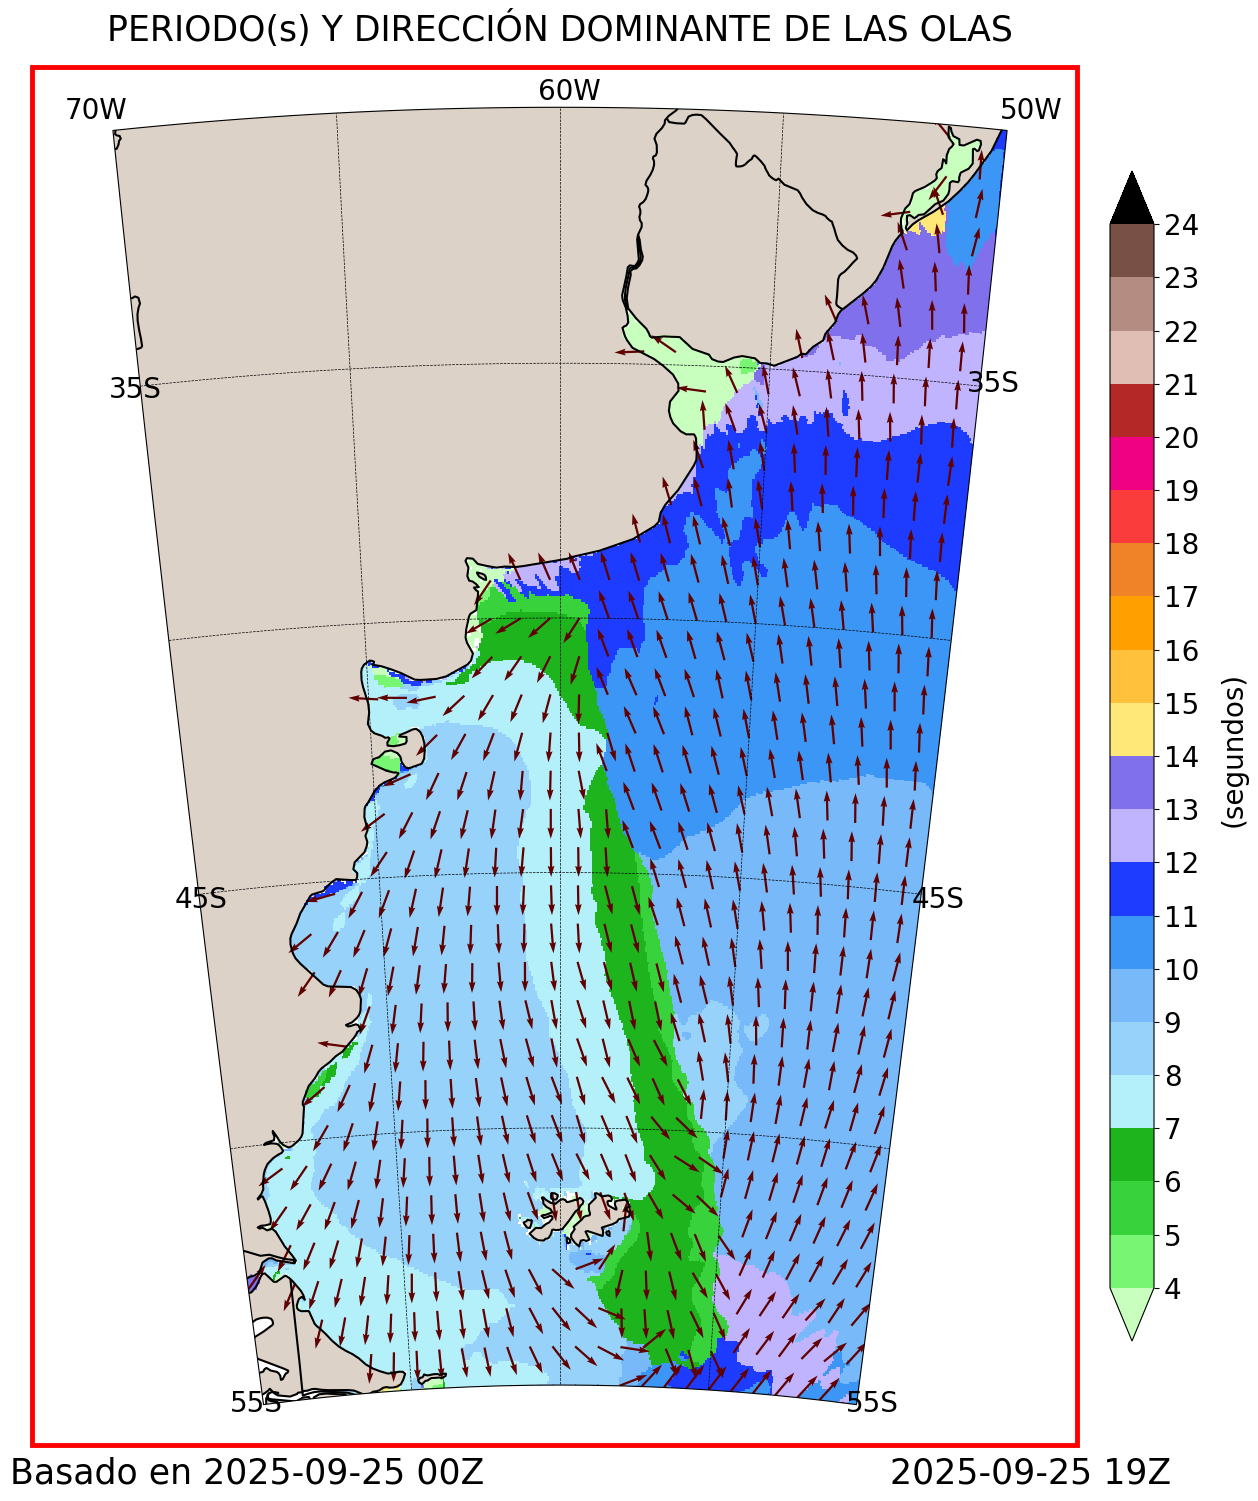 PERIODO(s) Y DIRECCIÓN DOMINANTE DE LAS OLAS
70W
60W
50W
35S
35S
45S
45S
55S
55S
24
23
22
21
20
19
18
17
16
15
14
13
12
11
10
9
8
7
6
5
4
(segundos)
Basado en 2025-09-25 00Z
2025-09-25 19Z